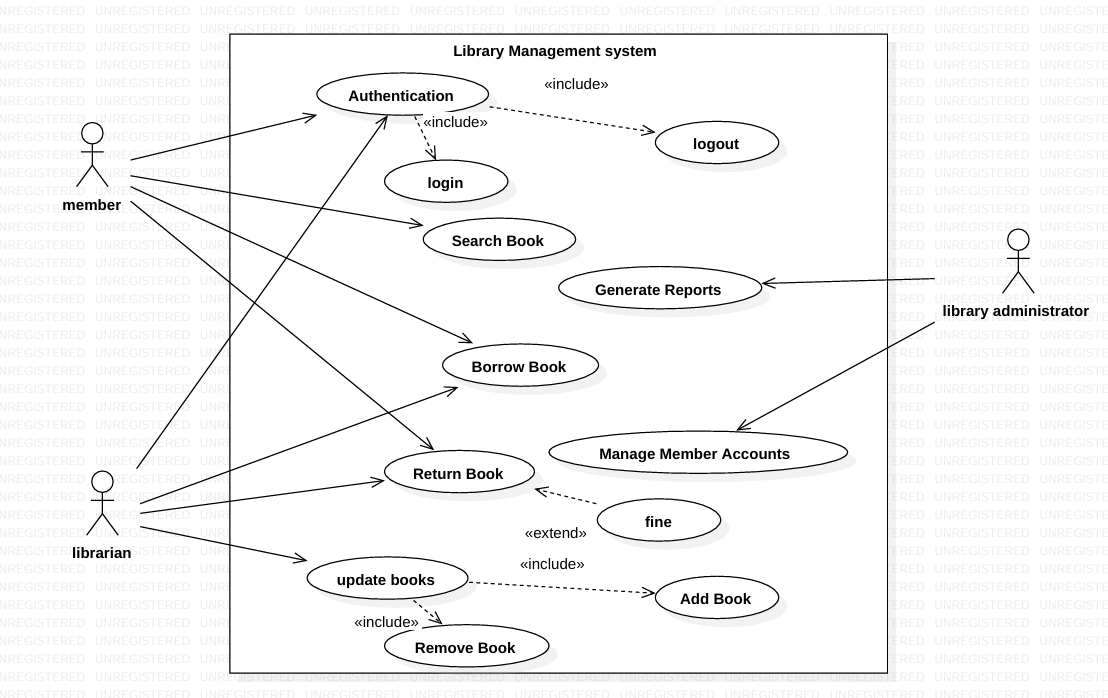 Library Management system
Authentication
«include»
«include»
logout
member
login
Search Book
Generate Reports
library administrator
Borrow Book
Manage Member Accounts
Return Book
fine
«extend»
librarian
«include»
update books
Add Book
«include»
Remove Book
UNREGISTERED